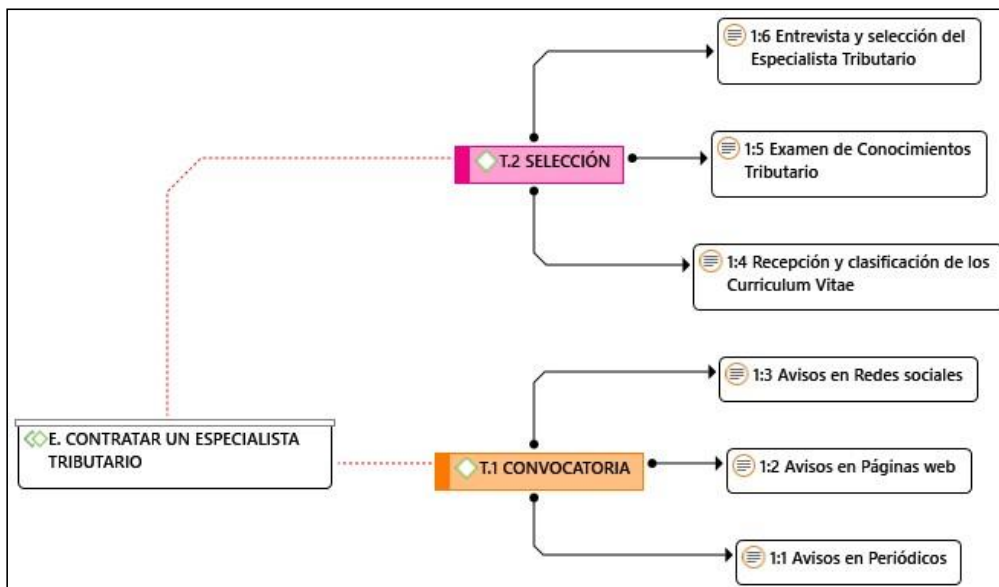 1:6 Entrevista y selección del
Especialista Tributario
T.2 SELECCIÓN
1:5 Examen de Conocimientos
Tributario
1:4 Recepción y clasificación de los
Curriculum Vitae
1:3 Avisos en Redes sociales
E. CONTRATAR UN ESPECIALISTA
TRIBUTARIO
T.1 CONVOCATORIA
1:2 Avisos en Páginas web
1:1 Avisos en Periódicos